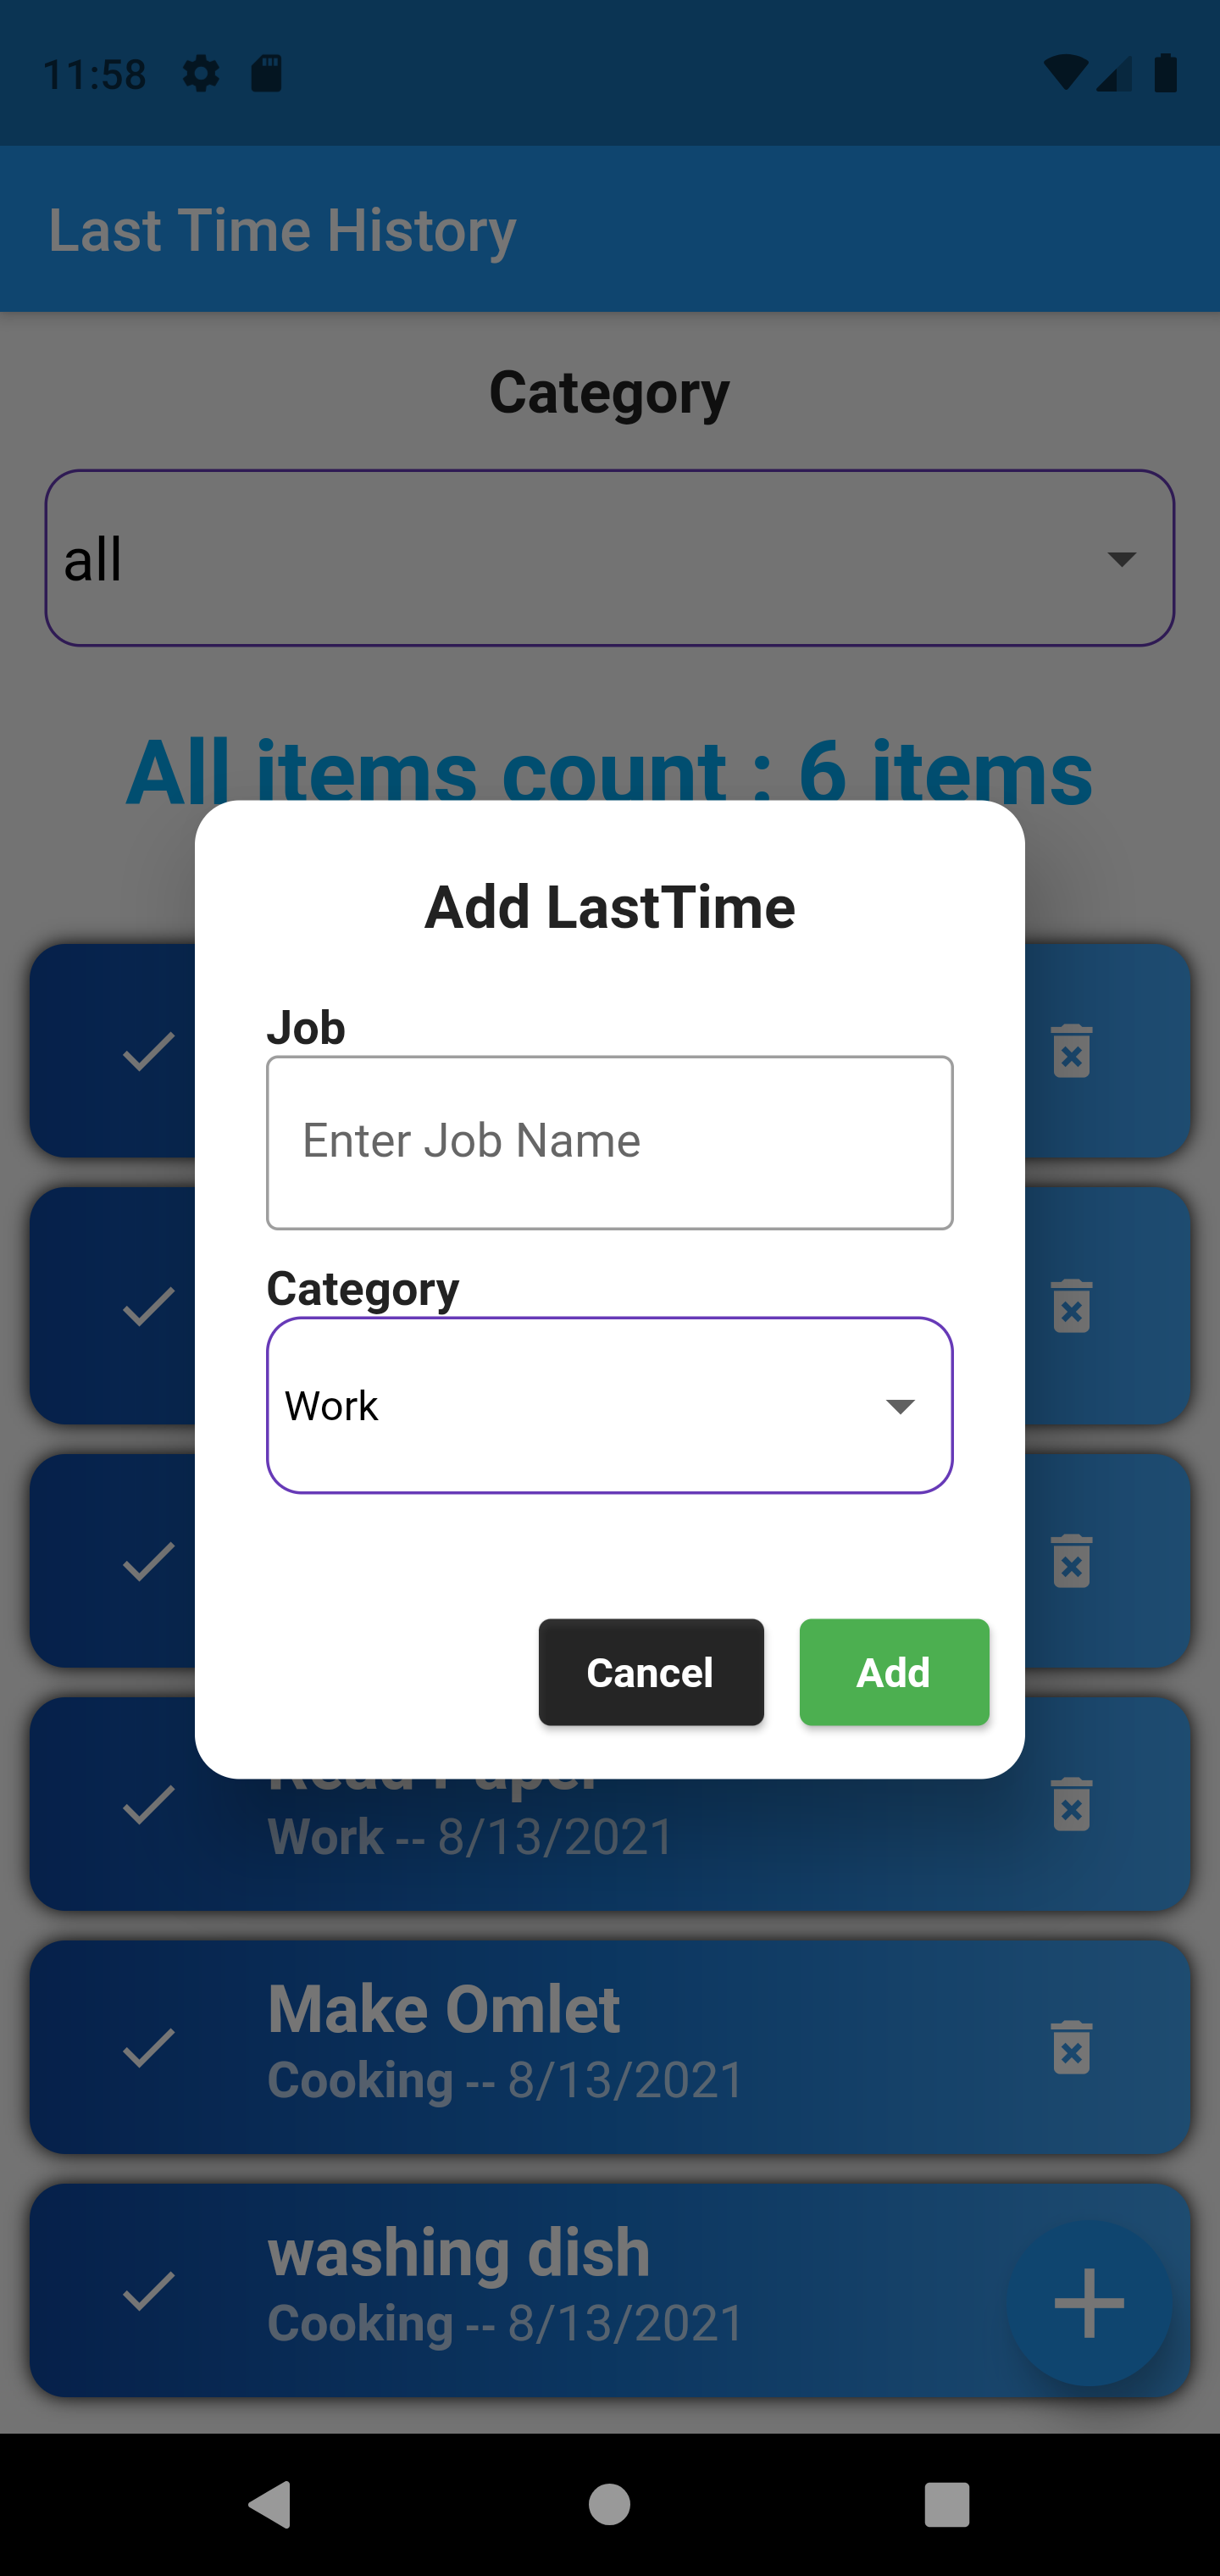 11:58
Last Time History
Category
all
All items count : 6 items
Add LastTime
Job
Enter Job Name
Category
Work
Cancel
Add
Read Paper
Work -- 8/13/2021
Make Omlet
Cooking -- 8/13/2021
washing dish
Cooking -- 8/13/2021